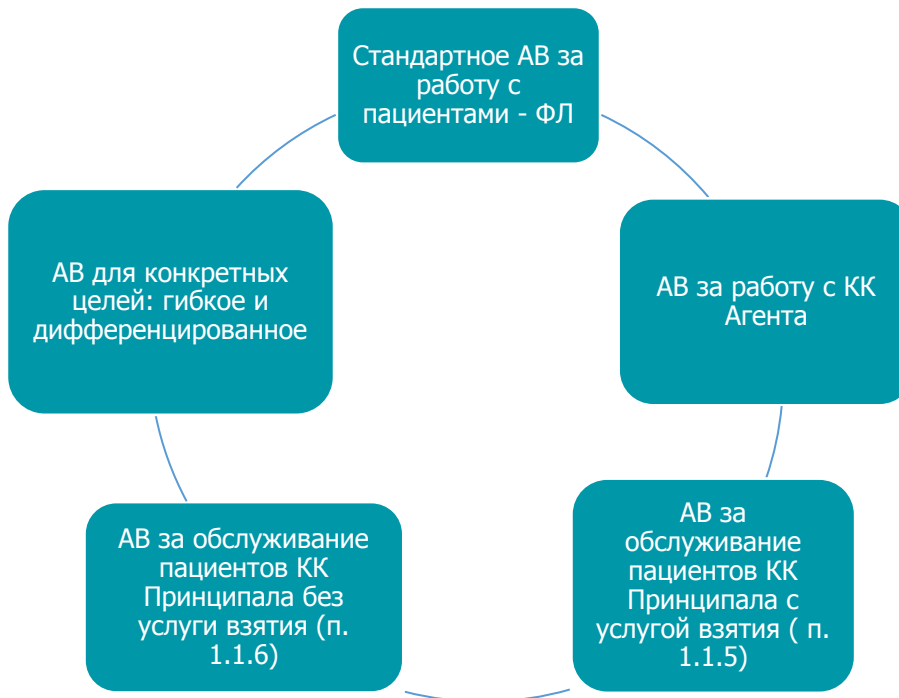 Стандартное АВ за
работу с
пациентами - ФЛ
АВ за работу с КК
Агента
АВ за
обслуживание
пациентов КК
Принципала с
услугой взятия ( п.
1.1.5)
АВ за обслуживание
пациентов КК
Принципала без
услуги взятия (п.
1.1.6)
АВ для конкретных
целей: гибкое и
дифференцированное